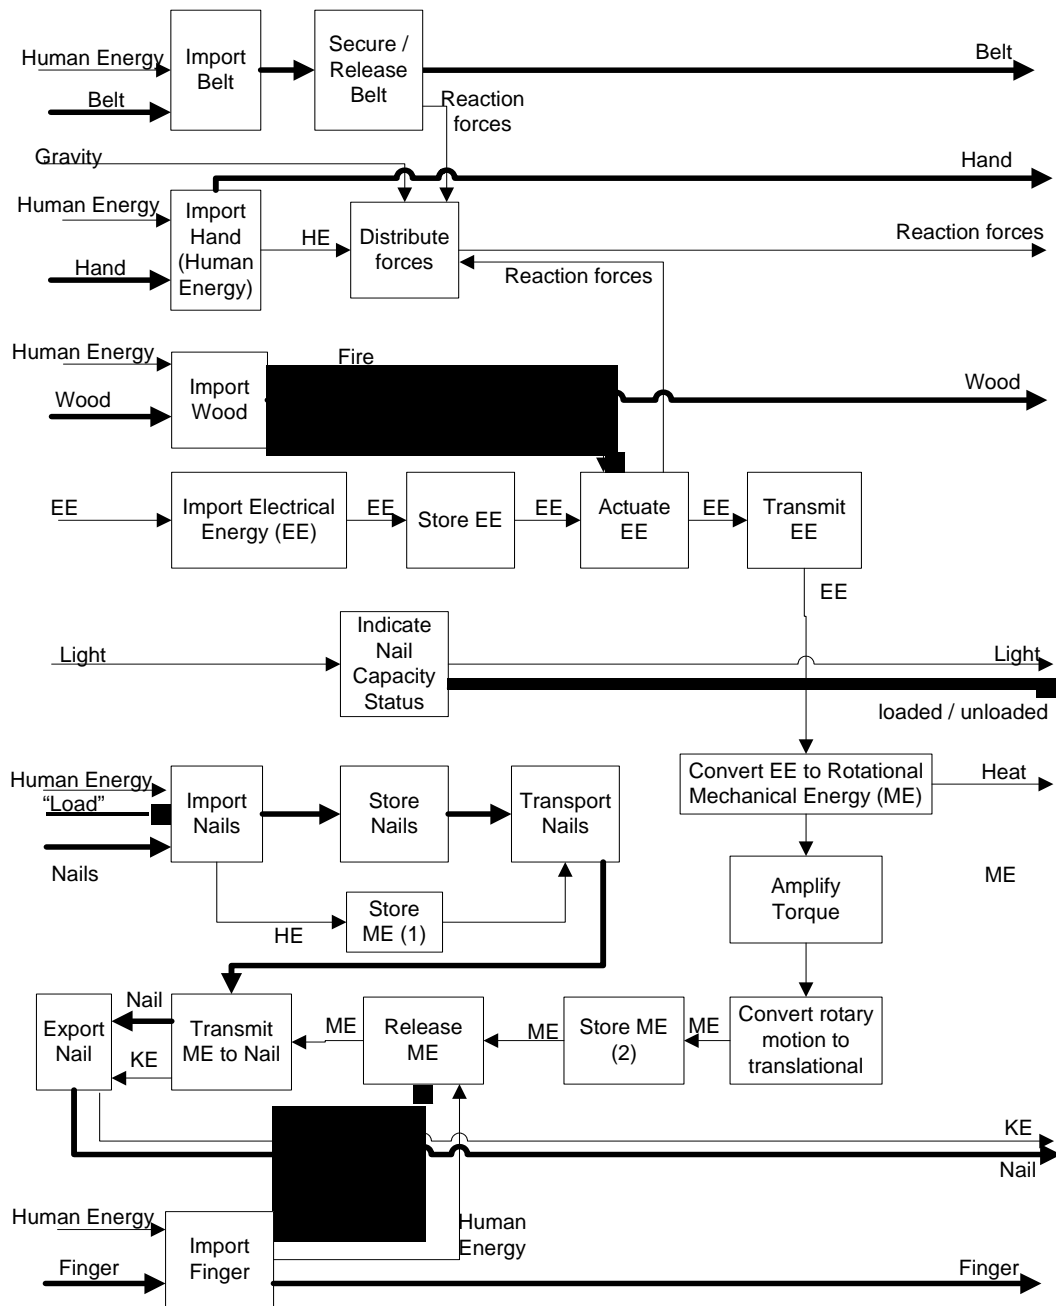 Human Energy
Belt
Import
Belt
Secure /
Release
Belt
Belt
Reaction
forces
Gravity
Hand
Human Energy
Hand
Import
Hand
(Human
Energy)
HE
Distribute
forces
Reaction forces
Reaction forces
Human Energy
Wood
Import
Wood
Fire
Wood
EE
Import Electrical
Energy (EE)
EE
Store EE
EE
Actuate
EE
EE
Transmit
EE
EE
Light
Indicate
Nail
Capacity
Status
Light
loaded / unloaded
Human Energy
“Load”
Nails
Import
Nails
Store
Nails
Transport
Nails
Convert EE to Rotational
Mechanical Energy (ME)
Heat
HE
Store
ME (1)
Amplify
Torque
ME
Export
Nail
Nail
KE
Transmit
ME to Nail
ME
Release
ME
ME
Store ME
(2)
ME
Convert rotary
motion to
translational
KE
Nail
Human Energy
Finger
Import
Finger
Human
Energy
Finger